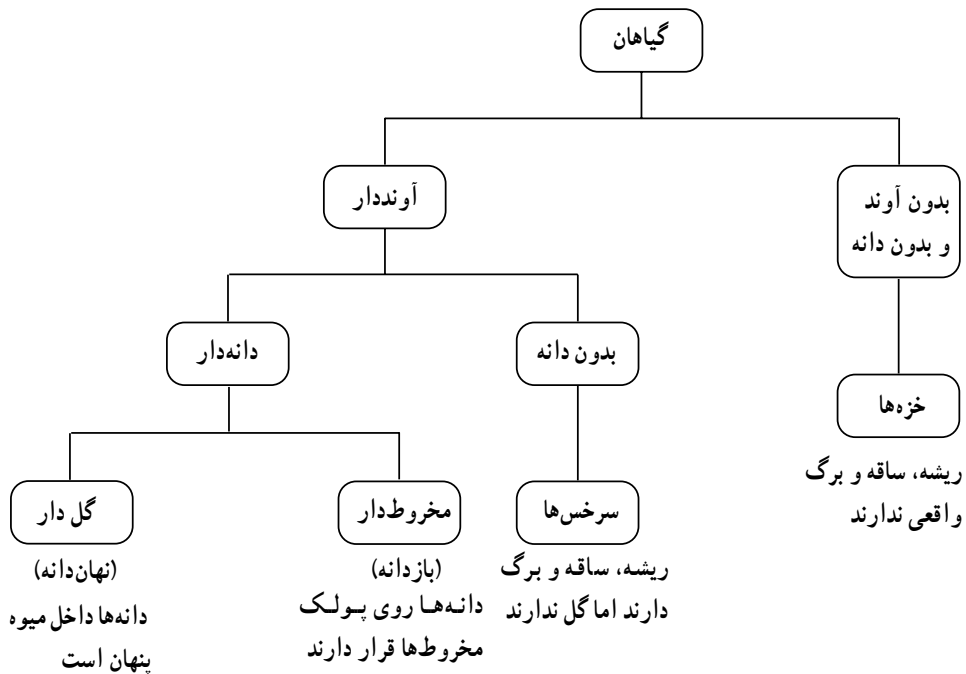 گیاهان
بدون آوند
و بدون دانه
آونددار
بدون دانه
دانه‌دار
خزه‌ها
ریشه، ساقه و برگ
واقعی ندارند
سرخس‌ها
ریشه، ساقه و برگ
دارند اما گل ندارند
مخروط‌دار
(بازدانه)
دانه‌ها روی پولک
مخروط‌ها قرار دارند
گل دار
(نهان‌دانه)
دانه‌ها داخل میوه
پنهان است